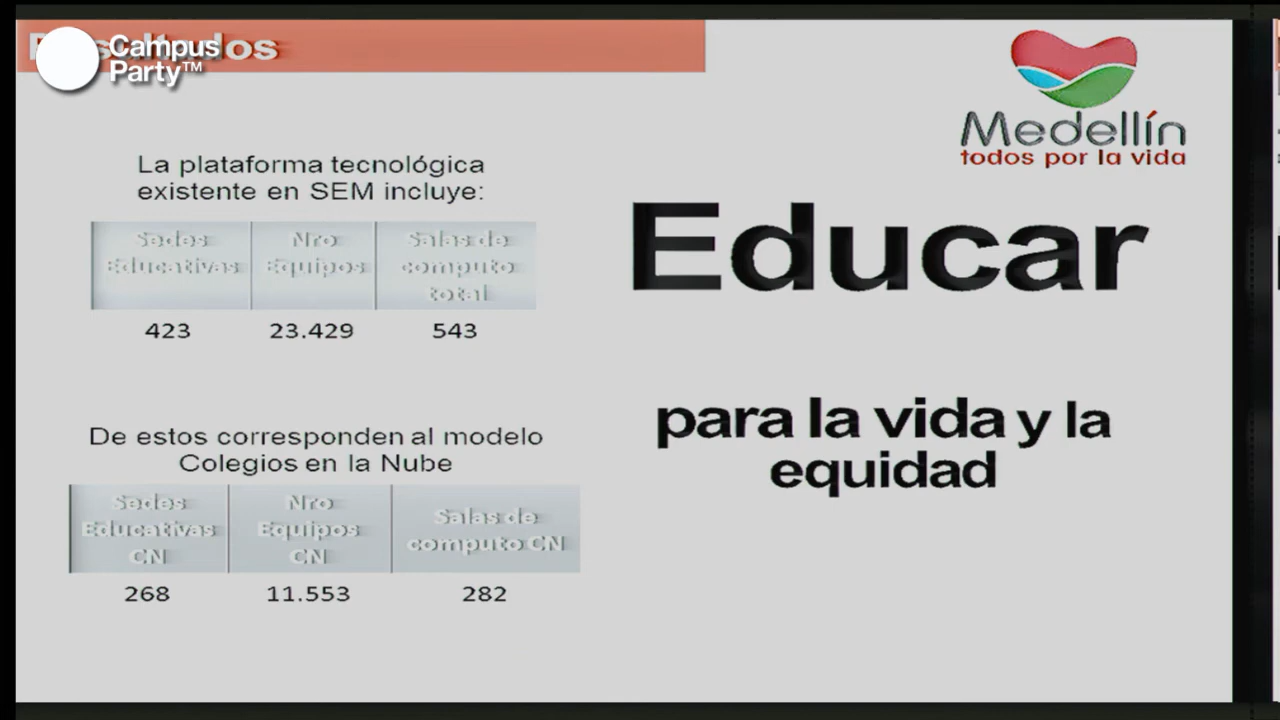 Campus
Party™
La plataforma tecnológica
existente en SEM incluye:
Sedes
Educativas
Nro
Equipos
Salas de
computo
total
423
23.429
543
De estos corresponden al modelo
Colegios en la Nube
Sedes
Educativas
CN
Nro
Equipos
CN
Salas de
computo CN
268
11.553
282
Medellín
todos por la vida
Educar
para la vida y la
equidad